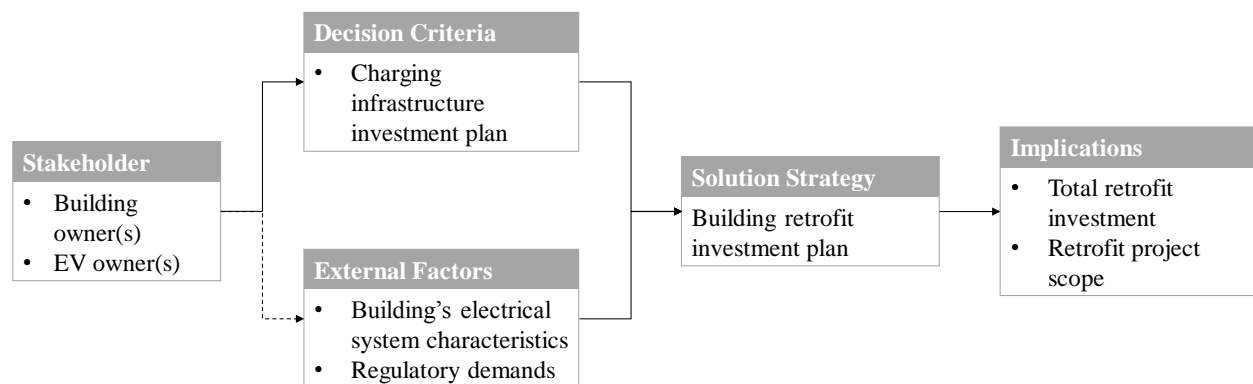 Stakeholder
• Building
owner(s)
• EV owner(s)
Decision Criteria
• Charging
infrastructure
investment plan
External Factors
• Building’s electrical
system characteristics
• Regulatory demands
Solution Strategy
Building retrofit
investment plan
Implications
• Total retrofit
investment
• Retrofit project
scope